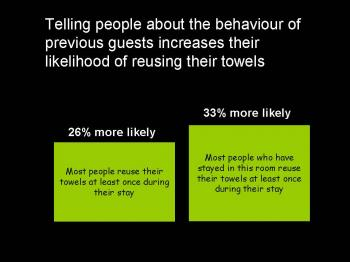 Telling people about the behaviour of
previous guests increases their
likelihood of reusing their towels
33% more likely
26% more likely
Most people reuse their
towels at least once during
their stay
Most people who have
stayed in this room reuse
their towels at least once
during their stay